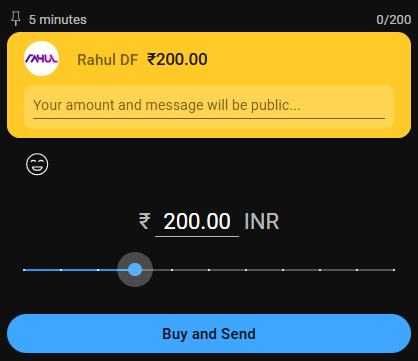 5 minutes 0/200
RAHUL
Rahul DF ₹200.00
Your amount and message will be public...
₹ 200.00 INR
Buy and Send